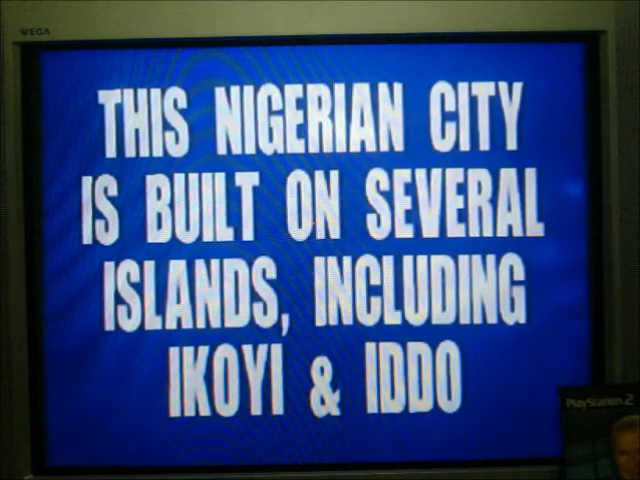 WEGA
THIS NIGERIAN CITY
IS BUILT ON SEVERAL
ISLANDS, INCLUDING
IKOYI & IDDO
PlayStation.2